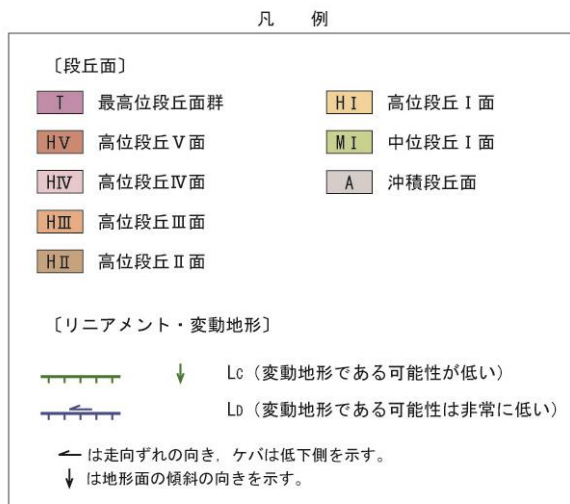 凡 例
〔段丘面〕
T 最高位段丘面群
HⅤ 高位段丘Ⅴ面
HⅣ 高位段丘Ⅳ面
HⅢ 高位段丘Ⅲ面
HⅡ 高位段丘Ⅱ面
HⅠ 高位段丘Ⅰ面
MⅠ 中位段丘Ⅰ面
A 沖積段丘面
〔リニアメント・変動地形〕
LC（変動地形である可能性が低い）
LD（変動地形である可能性は非常に低い）
は走向ずれの向き，ケバは低下側を示す。
↓は地形面の傾斜の向きを示す。